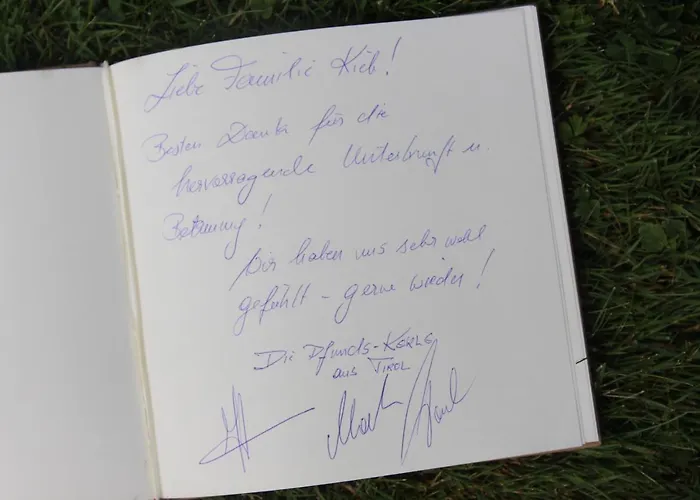 Liebe Familie Kieb!
Besten Dank für die
hervorragende Unterkunft u.
Betreuung!
Wir haben uns sehr wohl
gefühlt - gerne wieder!
Die Pfunds-KERLE
aus TIROL